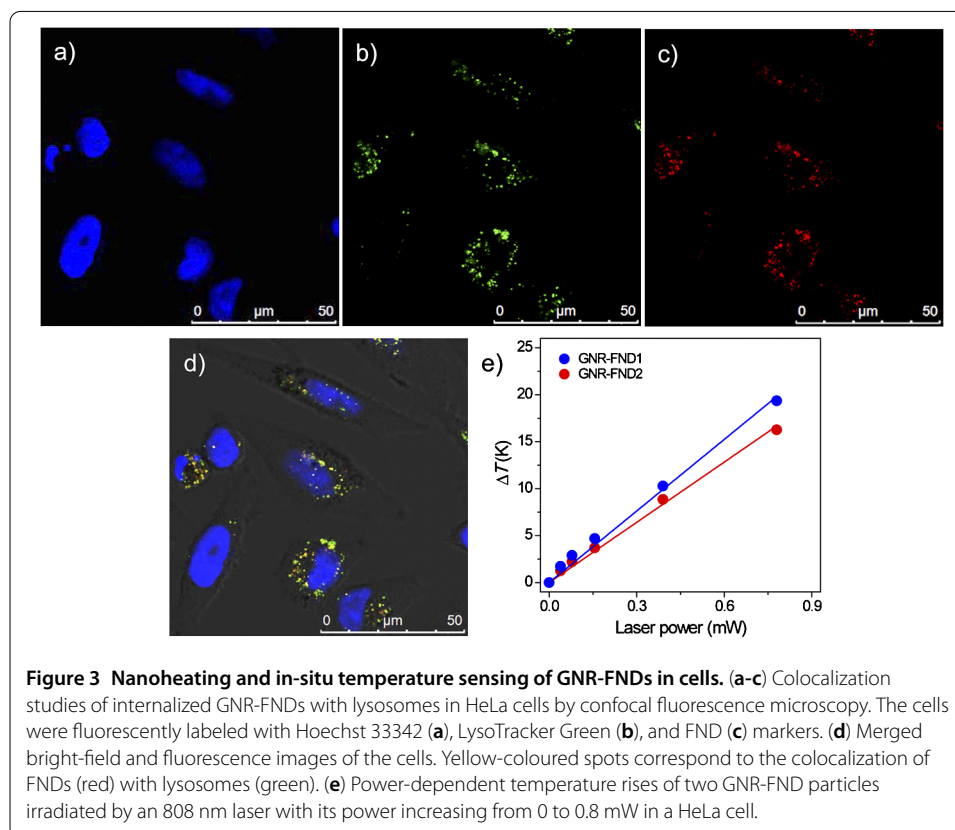 a)
b)
c)
0 µm 50
0 µm 50
0 µm 50
d)
0 µm 50
e)
GNR-FND1
GNR-FND2
25
20
15
10
5
0
ΔT(K)
0.0 0.3 0.6 0.9
Laser power (mW)
Figure 3 Nanoheating and in-situ temperature sensing of GNR-FNDs in cells. (a-c) Colocalization
studies of internalized GNR-FNDs with lysosomes in HeLa cells by confocal fluorescence microscopy. The cells
were fluorescently labeled with Hoechst 33342 (a), LysoTracker Green (b), and FND (c) markers. (d) Merged
bright-field and fluorescence images of the cells. Yellow-coloured spots correspond to the colocalization of
FNDs (red) with lysosomes (green). (e) Power-dependent temperature rises of two GNR-FND particles
irradiated by an 808 nm laser with its power increasing from 0 to 0.8 mW in a HeLa cell.